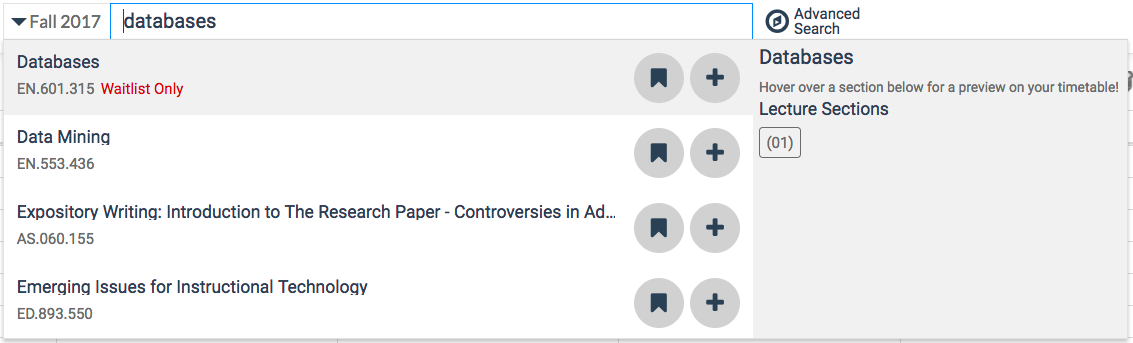 Fall 2017
databases
Advanced
Search
Databases
EN.601.315 Waitlist Only
Data Mining
EN.553.436
Expository Writing: Introduction to The Research Paper - Controversies in Ad...
AS.060.155
Emerging Issues for Instructional Technology
ED.893.550
Databases
Hover over a section below for a preview on your timetable!
Lecture Sections
(01)